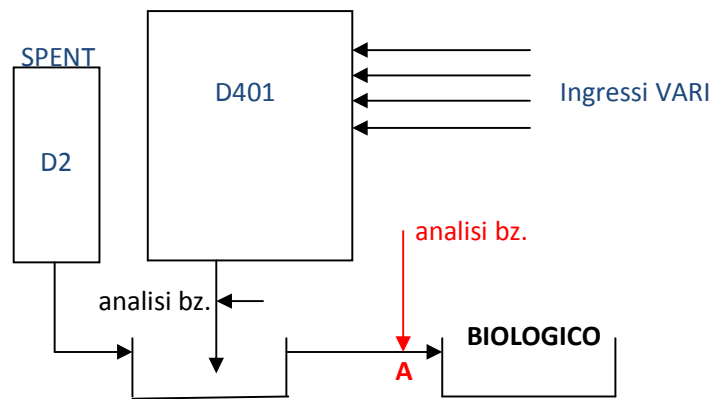 SPENT
D2
D401
Ingressi VARI
analisi bz.
analisi bz.
A
BIOLOGICO